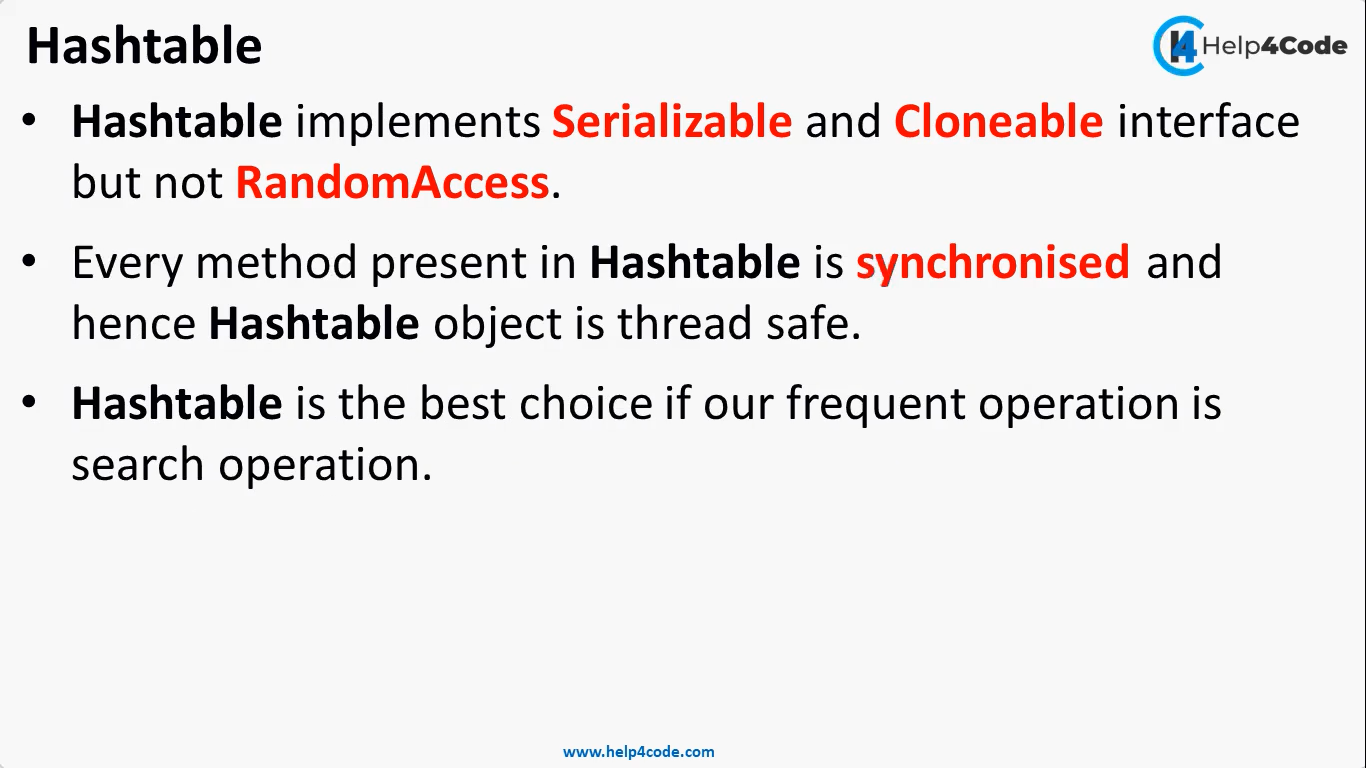 Hashtable
Help4Code
• Hashtable implements Serializable and Cloneable interface
but not RandomAccess.
• Every method present in Hashtable is synchronised and
hence Hashtable object is thread safe.
• Hashtable is the best choice if our frequent operation is
search operation.
www.help4code.com